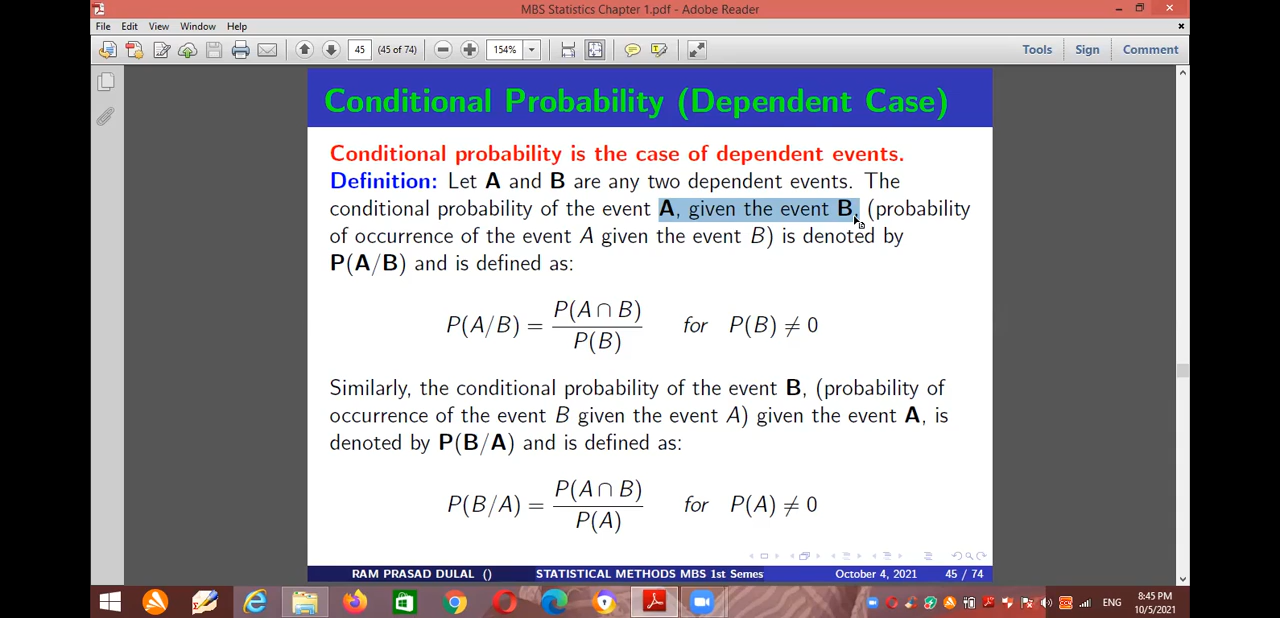 MBS Statistics Chapter 1.pdf - Adobe Reader
File Edit View Window Help
45 (45 of 74) 154% Tools Sign Comment
Conditional Probability (Dependent Case)
Conditional probability is the case of dependent events.
Definition: Let A and B are any two dependent events. The
conditional probability of the event A, given the event B, (probability
of occurrence of the event A given the event B) is denoted by
P(A/B) and is defined as:
P(A/B) = P(A ∩ B) / P(B) for P(B) ≠ 0
Similarly, the conditional probability of the event B, (probability of
occurrence of the event B given the event A) given the event A, is
denoted by P(B/A) and is defined as:
P(B/A) = P(A ∩ B) / P(A) for P(A) ≠ 0
RAM PRASAD DULAL () STATISTICAL METHODS MBS 1st Semes October 4, 2021 45 / 74
ENG 8:45 PM
10/5/2021